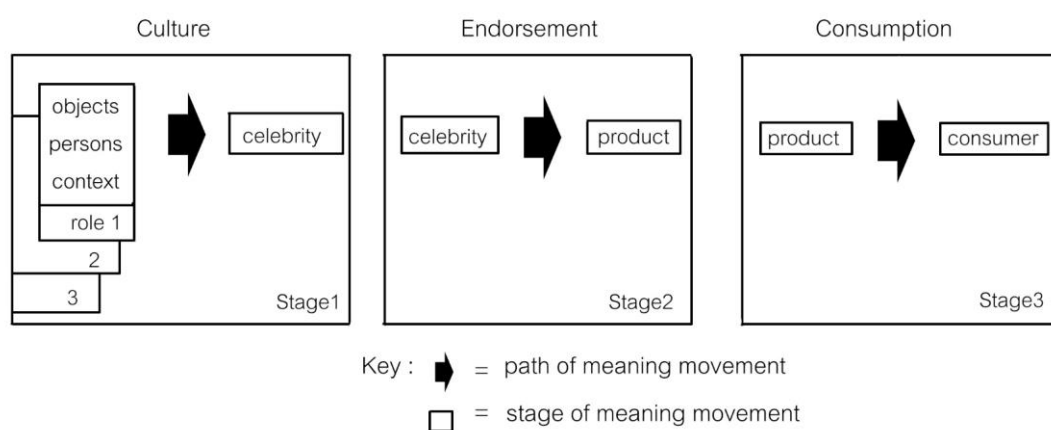 Culture
Endorsement
Consumption
objects
persons
context
role 1
2
3
celebrity
Stage1
celebrity
product
Stage2
product
consumer
Stage3
Key : = path of meaning movement
= stage of meaning movement